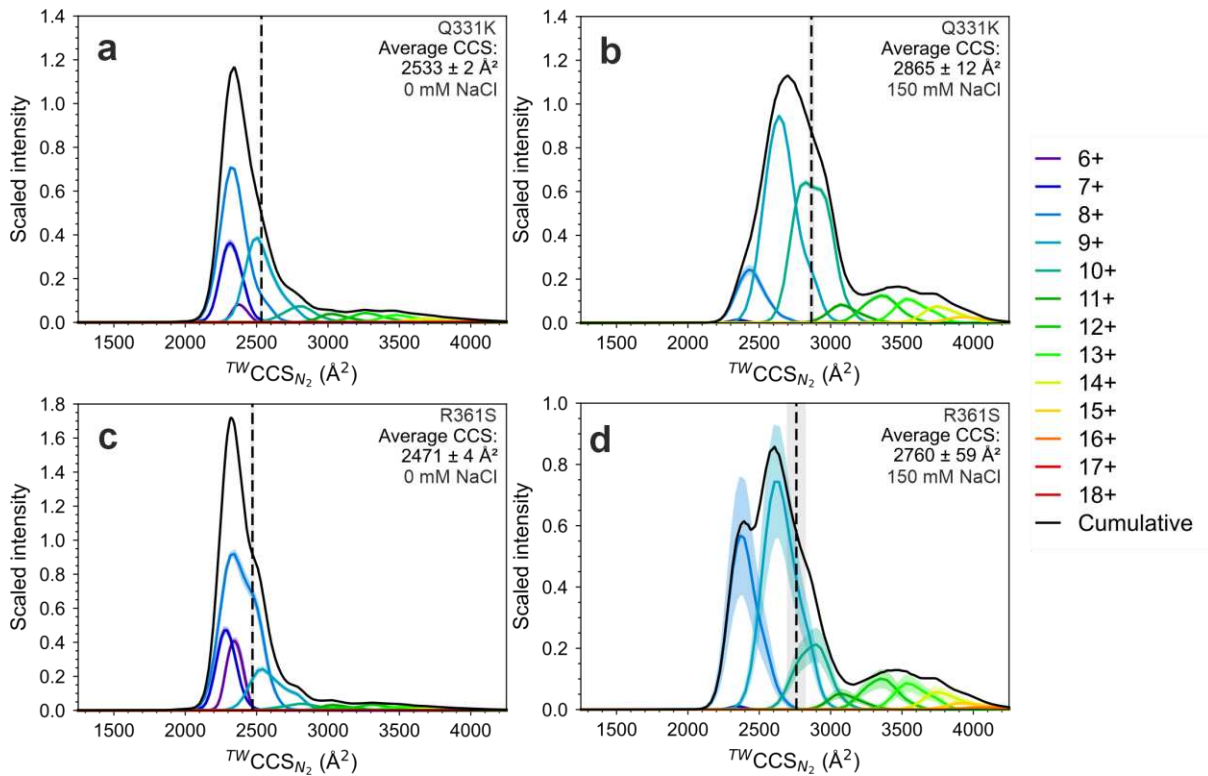 a
Q331K
Average CCS:
2533 ± 2 Å²
0 mM NaCl
Scaled intensity
1.4
1.2
1.0
0.8
0.6
0.4
0.2
0.0
1500 2000 2500 3000 3500 4000
TWCCSN₂ (Å²)
b
Q331K
Average CCS:
2865 ± 12 Å²
150 mM NaCl
Scaled intensity
1.4
1.2
1.0
0.8
0.6
0.4
0.2
0.0
1500 2000 2500 3000 3500 4000
TWCCSN₂ (Å²)
c
R361S
Average CCS:
2471 ± 4 Å²
0 mM NaCl
Scaled intensity
1.8
1.6
1.4
1.2
1.0
0.8
0.6
0.4
0.2
0.0
1500 2000 2500 3000 3500 4000
TWCCSN₂ (Å²)
d
R361S
Average CCS:
2760 ± 59 Å²
150 mM NaCl
Scaled intensity
1.0
0.8
0.6
0.4
0.2
0.0
1500 2000 2500 3000 3500 4000
TWCCSN₂ (Å²)
6+
7+
8+
9+
10+
11+
12+
13+
14+
15+
16+
17+
18+
Cumulative